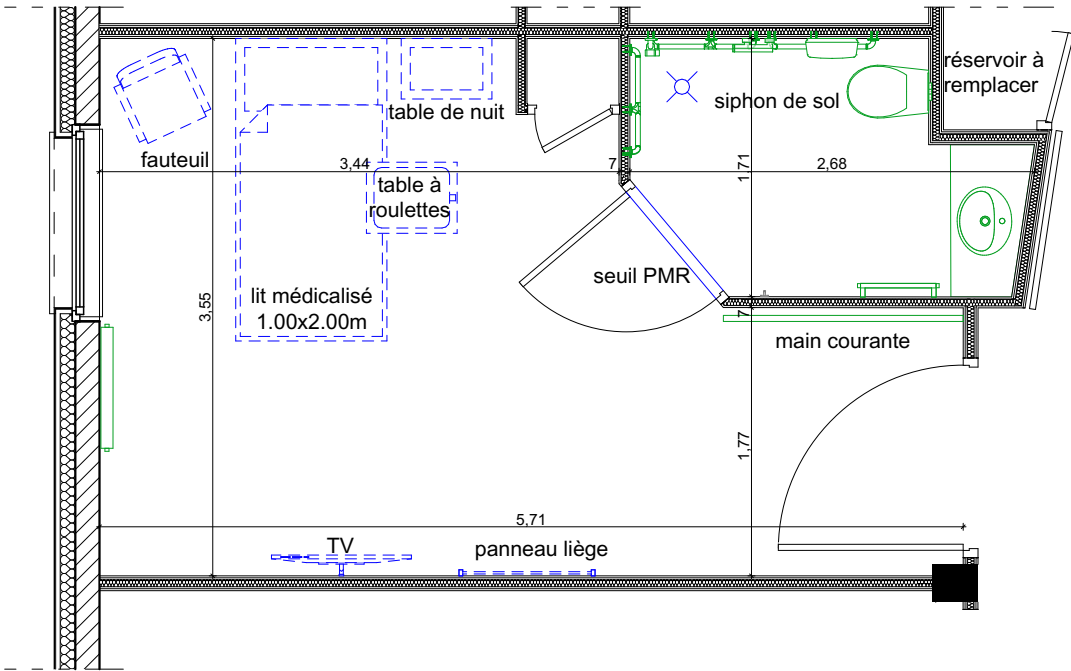 réservoir à
remplacer
siphon de sol
table de nuit
fauteuil
3,44
7
1,71
2,68
table à
roulettes
seuil PMR
lit médicalisé
1.00x2.00m
3,55
7
main courante
1,77
5,71
TV
panneau liège